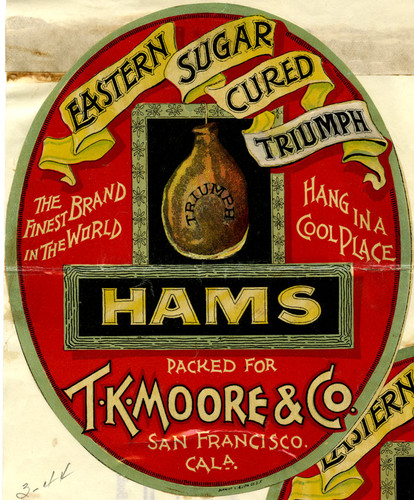 EASTERN SUGAR
CURED
TRIUMPH
TRIUMPH
THE
FINEST BRAND
IN THE WORLD
HANG IN A
COOL PLACE
HAMS
PACKED FOR
T.K. MOORE & CO.
SAN FRANCISCO.
CALA.
EASTERN